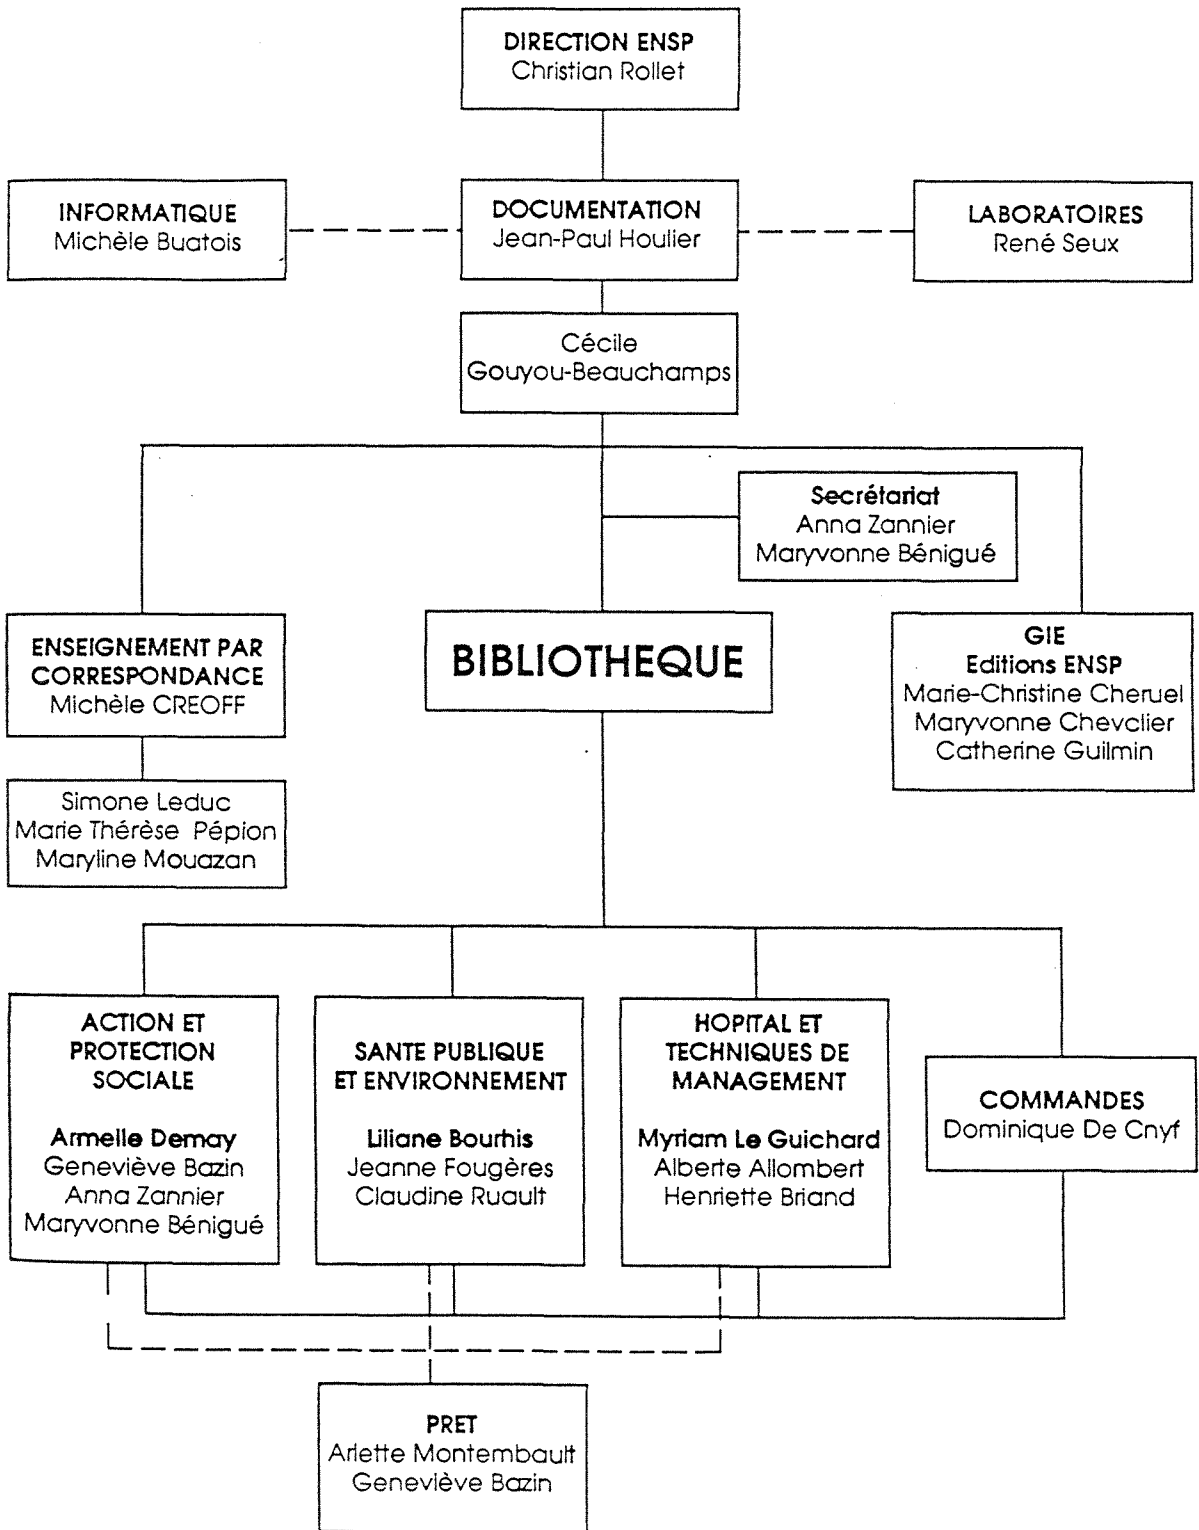 DIRECTION ENSP
Christian Rollet
INFORMATIQUE
Michèle Buatois
DOCUMENTATION
Jean-Paul Houlier
LABORATOIRES
René Seux
Cécile
Gouyou-Beauchamps
Secrétariat
Anna Zannier
Maryvonne Bénigué
ENSEIGNEMENT PAR
CORRESPONDANCE
Michèle CREOFF
BIBLIOTHEQUE
GIE
Editions ENSP
Marie-Christine Cheruel
Maryvonne Chevclier
Catherine Guilmin
Simone Leduc
Marie Thérèse Pépion
Maryline Mouazan
ACTION ET
PROTECTION
SOCIALE
Armelle Demay
Geneviève Bazin
Anna Zannier
Maryvonne Bénigué
SANTE PUBLIQUE
ET ENVIRONNEMENT
Liliane Bourhis
Jeanne Fougères
Claudine Ruault
HOPITAL ET
TECHNIQUES DE
MANAGEMENT
Myriam Le Guichard
Alberte Allombert
Henriette Briand
COMMANDES
Dominique De Cnyf
PRET
Arlette Montembault
Geneviève Bazin